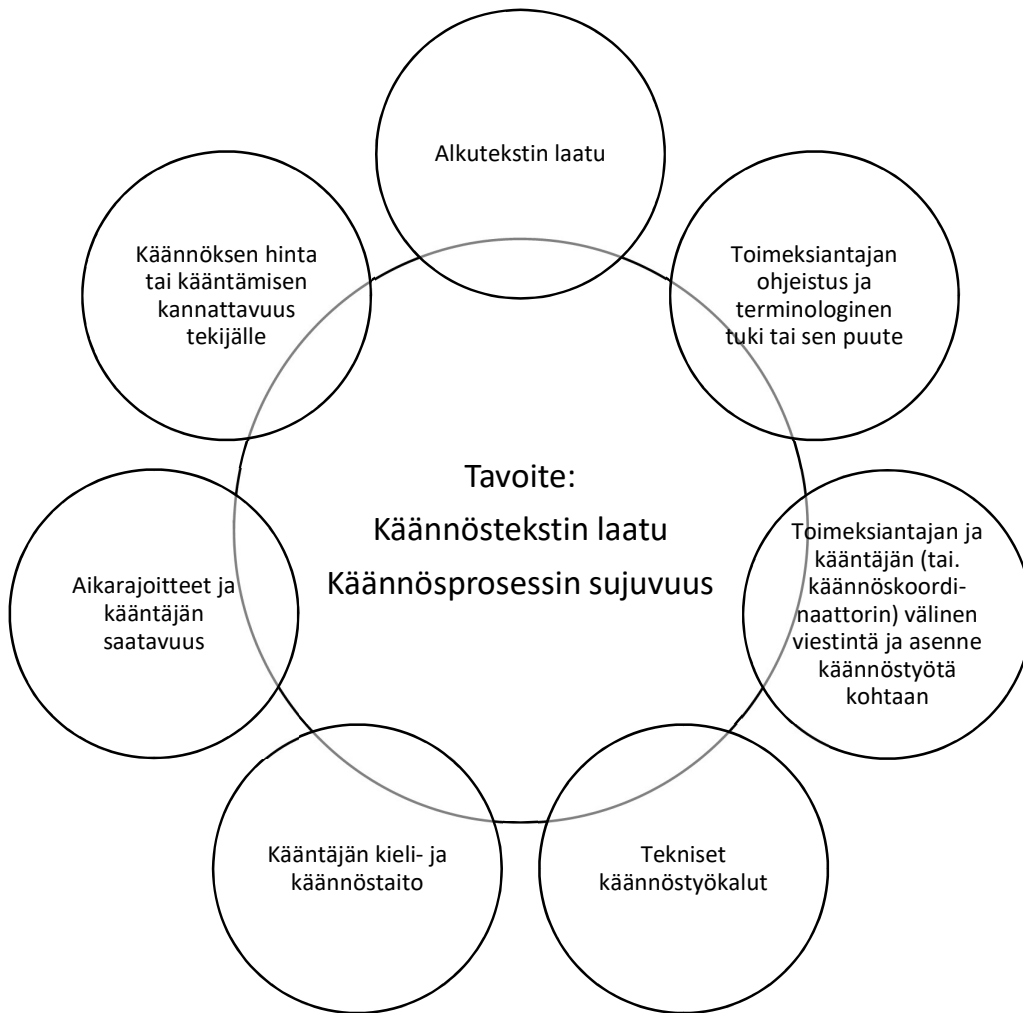 Alkutekstin laatu
Toimeksiantajan
ohjeistus ja
terminologinen
tuki tai sen puute
Toimeksiantajan ja
kääntäjän (tai.
käännöskoordi-
naattorin) välinen
viestintä ja asenne
käännöstyötä
kohtaan
Tekniset
käännöstyökalut
Kääntäjän kieli- ja
käännöstaito
Aikarajoitteet ja
kääntäjän
saatavuus
Käännöksen hinta
tai kääntämisen
kannattavuus
tekijälle
Tavoite:
Käännöstekstin laatu
Käännösprosessin sujuvuus